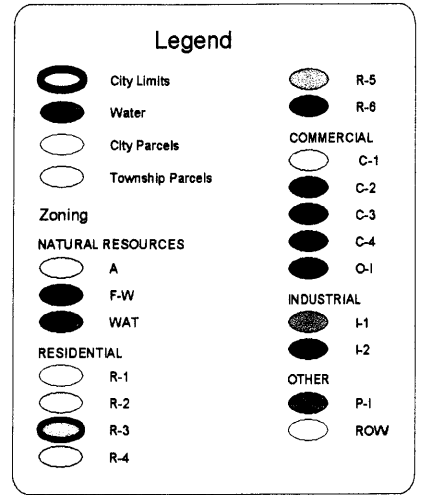 Legend
City Limits
Water
City Parcels
Township Parcels
Zoning
NATURAL RESOURCES
A
F-W
WAT
RESIDENTIAL
R-1
R-2
R-3
R-4
R-5
R-6
COMMERCIAL
C-1
C-2
C-3
C-4
O-I
INDUSTRIAL
I-1
I-2
OTHER
P-I
ROW